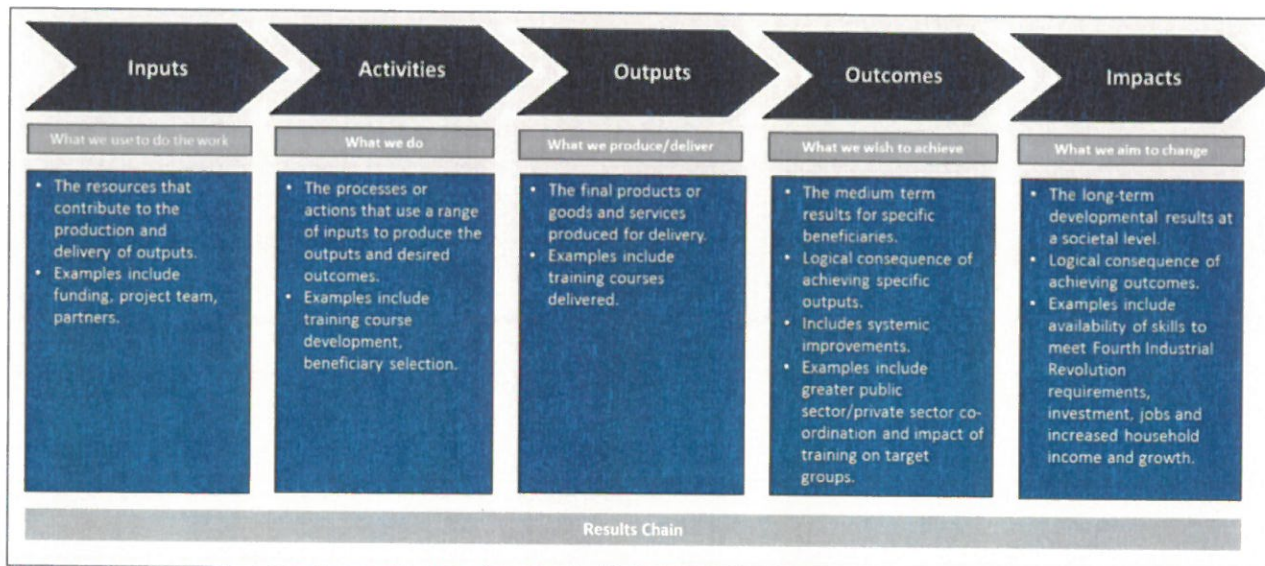 Inputs
Activities
Outputs
Outcomes
Impacts
What we use to do the work
What we do
What we produce/deliver
What we wish to achieve
What we aim to change
• The resources that
contribute to the
production and
delivery of outputs.
• Examples include
funding, project team,
partners.
• The processes or
actions that use a range
of inputs to produce the
outputs and desired
outcomes.
• Examples include
training course
development,
beneficiary selection.
• The final products or
goods and services
produced for delivery.
• Examples include
training courses
delivered.
• The medium term
results for specific
beneficiaries.
• Logical consequence of
achieving specific
outputs.
• Includes systemic
improvements.
• Examples include
greater public
sector/private sector co-
ordination and impact of
training on target
groups.
• The long-term
developmental results at
a societal level.
• Logical consequence of
achieving outcomes.
• Examples include
availability of skills to
meet Fourth Industrial
Revolution
requirements,
investment, jobs and
increased household
income and growth.
Results Chain